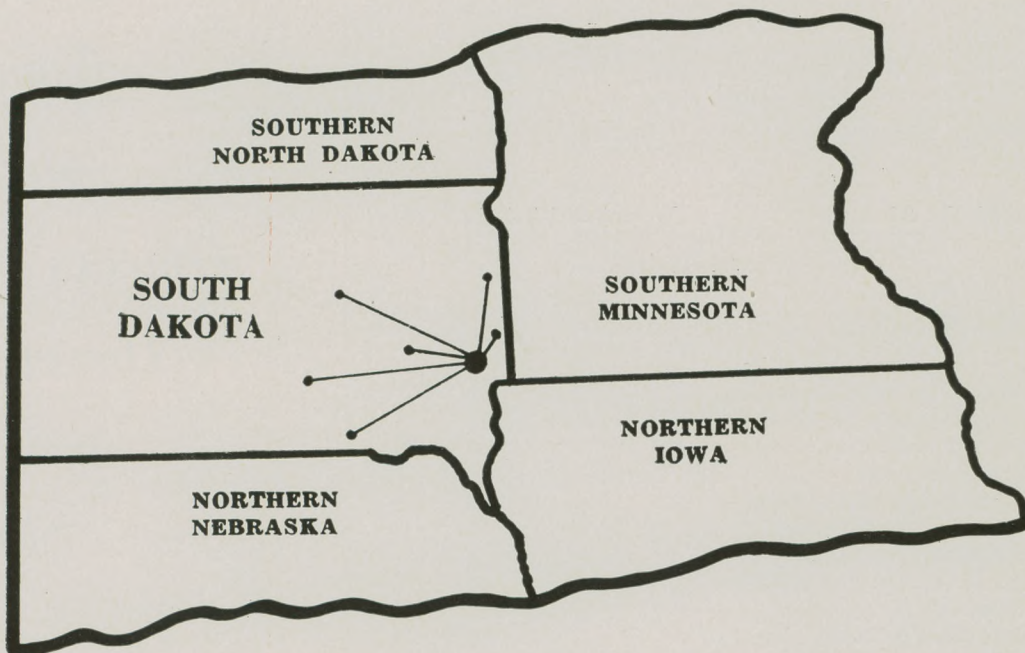 SOUTHERN
NORTH DAKOTA
SOUTH
DAKOTA
SOUTHERN
MINNESOTA
NORTHERN
IOWA
NORTHERN
NEBRASKA